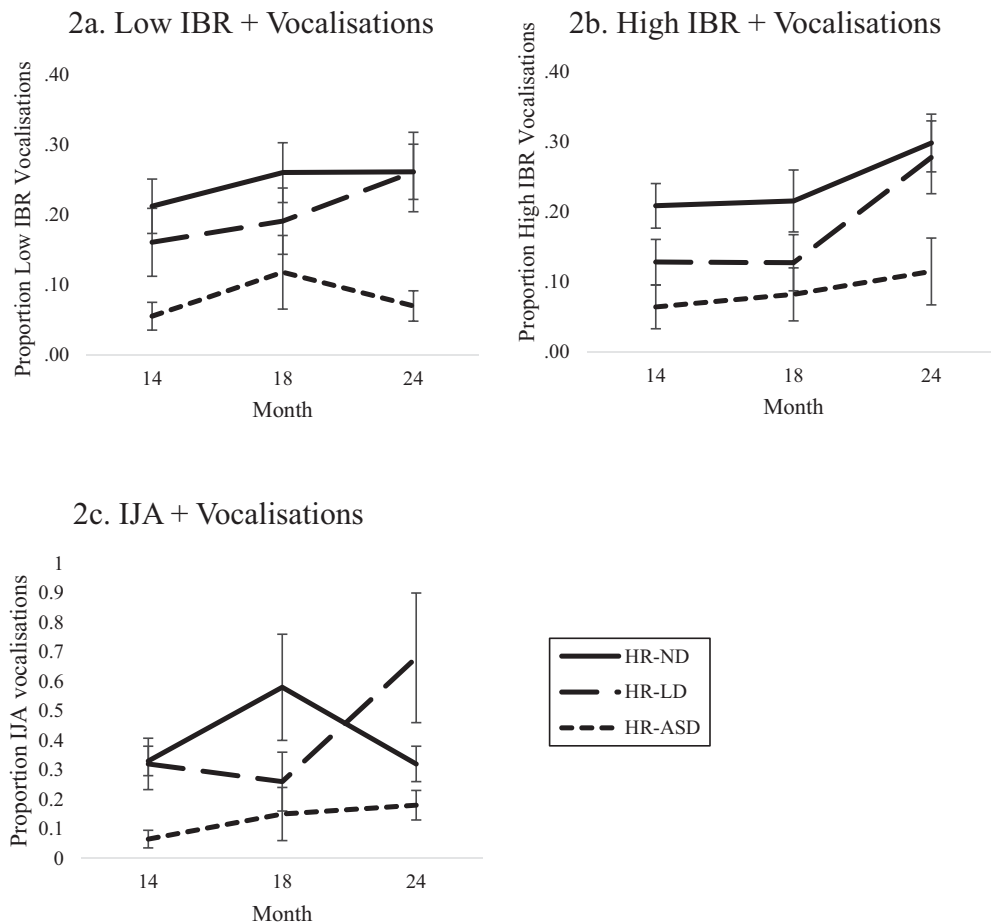 2a. Low IBR + Vocalisations
Proportion Low IBR Vocalisations
.40
.30
.20
.10
.00
14 18 24
Month
2b. High IBR + Vocalisations
Proportion High IBR Vocalisations
.40
.30
.20
.10
.00
14 18 24
Month
2c. IJA + Vocalisations
Proportion IJA vocalisations
1
0.9
0.8
0.7
0.6
0.5
0.4
0.3
0.2
0.1
0
14 18 24
Month
HR-ND
HR-LD
HR-ASD